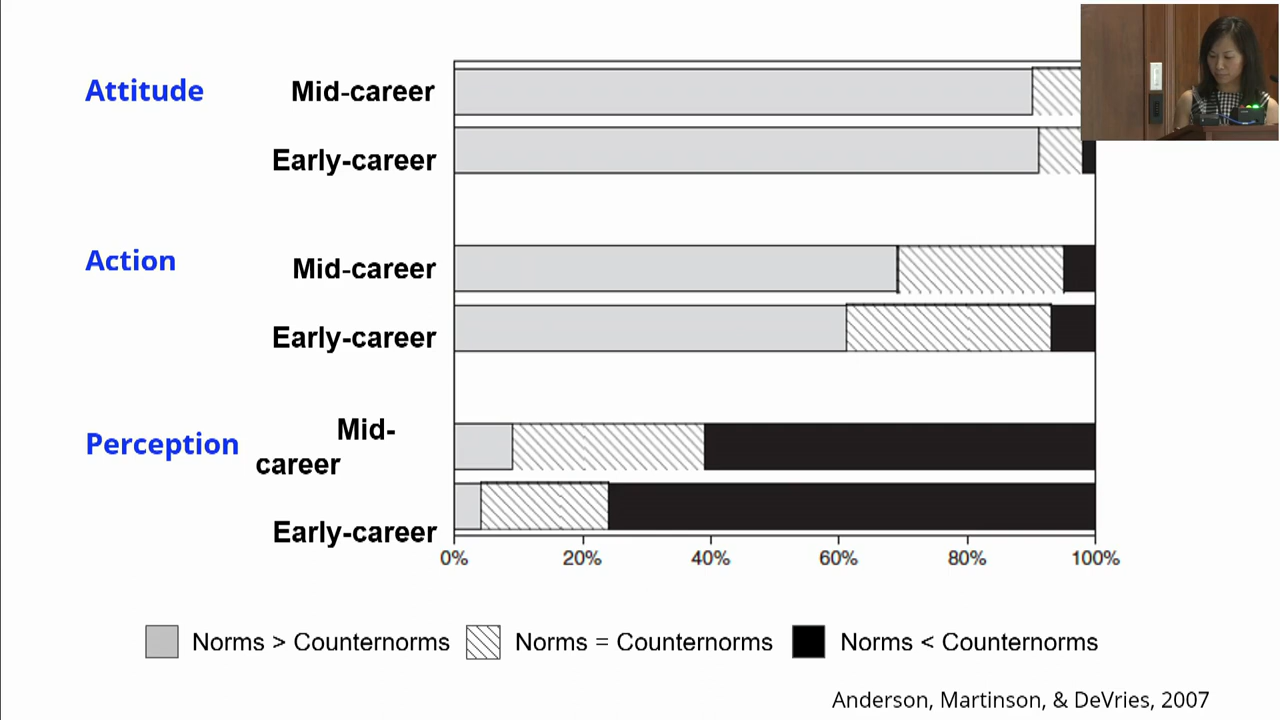 Attitude
Mid-career
Early-career
Action
Mid-career
Early-career
Perception
Mid-
career
Early-career
0% 20% 40% 60% 80% 100%
Norms > Counternorms Norms = Counternorms Norms < Counternorms
Anderson, Martinson, & DeVries, 2007